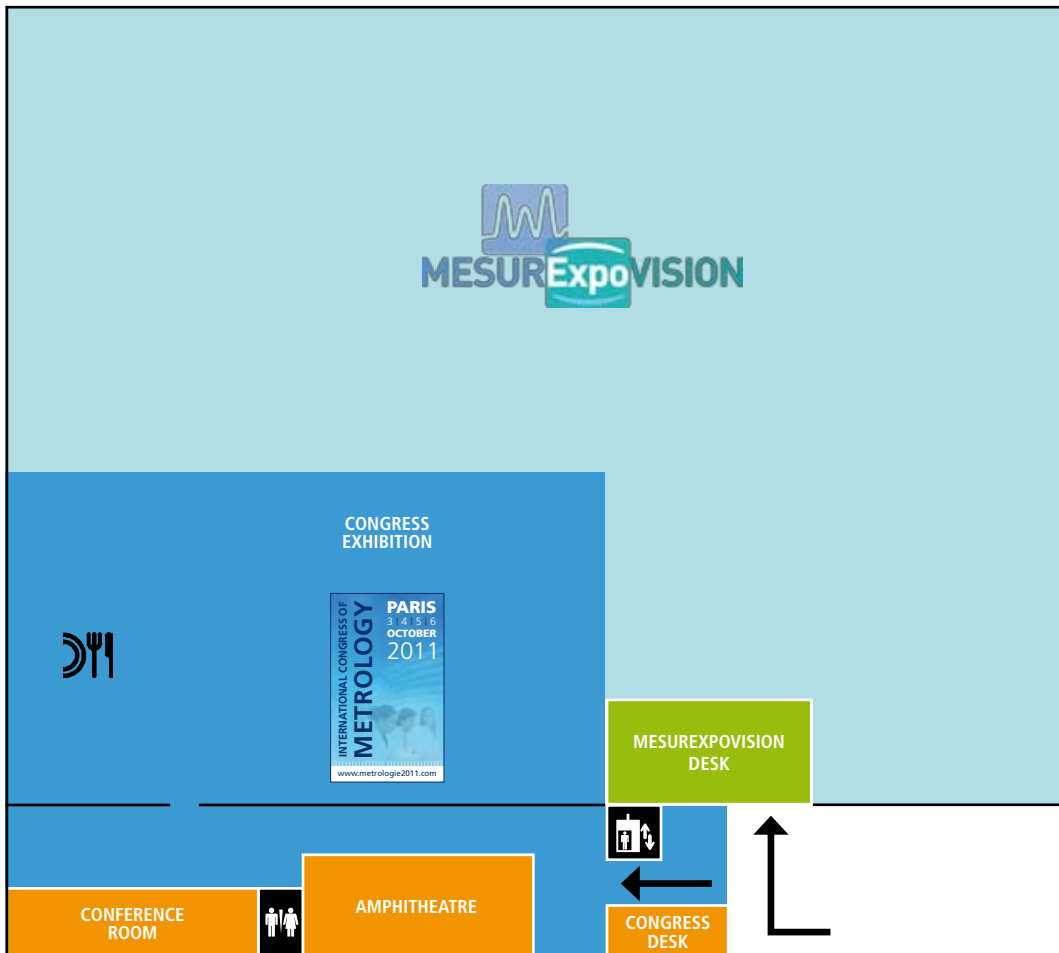 MESURExpoVISION
CONGRESS
EXHIBITION
INTERNATIONAL CONGRESS OF
METROLOGY
PARIS
3 | 4 | 5 | 6
OCTOBER
2011
www.metrologie2011.com
MESUREXPOVISION
DESK
CONFERENCE
ROOM
AMPHITHEATRE
CONGRESS
DESK